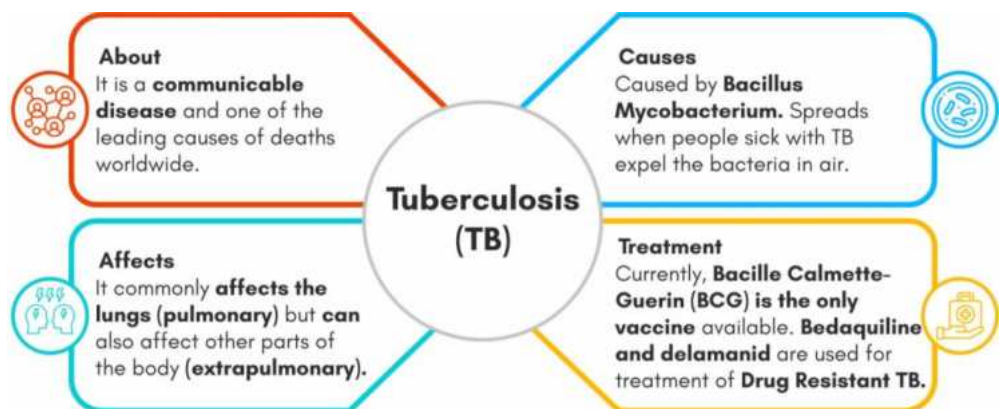 About
It is a communicable
disease and one of the
leading causes of deaths
worldwide.
Causes
Caused by Bacillus
Mycobacterium. Spreads
when people sick with TB
expel the bacteria in air.
Tuberculosis
(TB)
Affects
It commonly affects the
lungs (pulmonary) but can
also affect other parts of
the body (extrapulmonary).
Treatment
Currently, Bacille Calmette-
Guerin (BCG) is the only
vaccine available. Bedaquiline
and delamanid are used for
treatment of Drug Resistant TB.